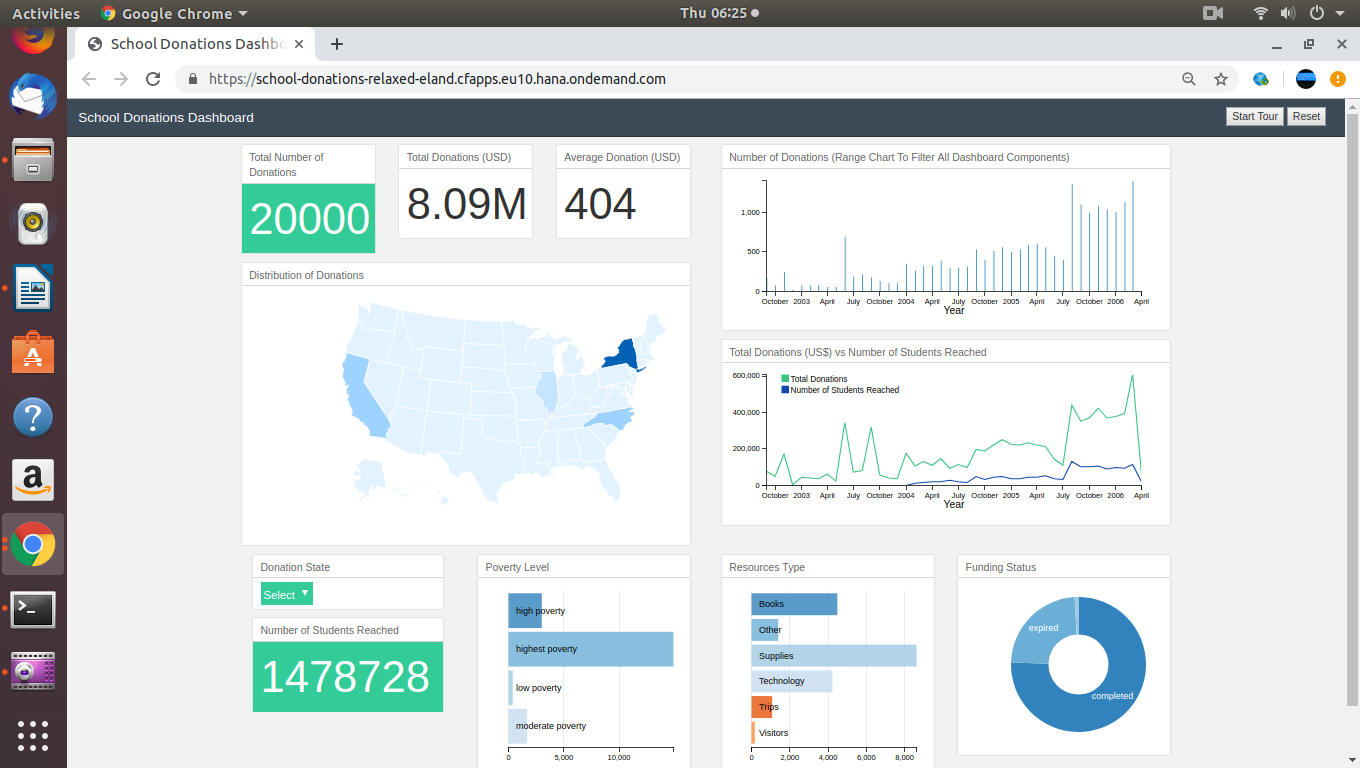 Activities
Google Chrome
Thu 06:25
School Donations Dashb
https://school-donations-relaxed-eland.cfapps.eu10.hana.ondemand.com
School Donations Dashboard
Start Tour
Reset
Total Number of
Donations
20000
Total Donations (USD)
8.09M
Average Donation (USD)
404
Number of Donations (Range Chart To Filter All Dashboard Components)
1,000
500
0
October 2003 April July October 2004 April July October 2005 April July October 2006 April
Year
Distribution of Donations
Total Donations (US$) vs Number of Students Reached
Total Donations
Number of Students Reached
600,000
400,000
200,000
0
October 2003 April July October 2004 April July October 2005 April July October 2006 April
Year
Donation State
Select
Number of Students Reached
1478728
Poverty Level
high poverty
highest poverty
low poverty
moderate poverty
0 5,000 10,000
Resources Type
Books
Other
Supplies
Technology
Trips
Visitors
0 2,000 4,000 6,000 8,000
Funding Status
expired
completed